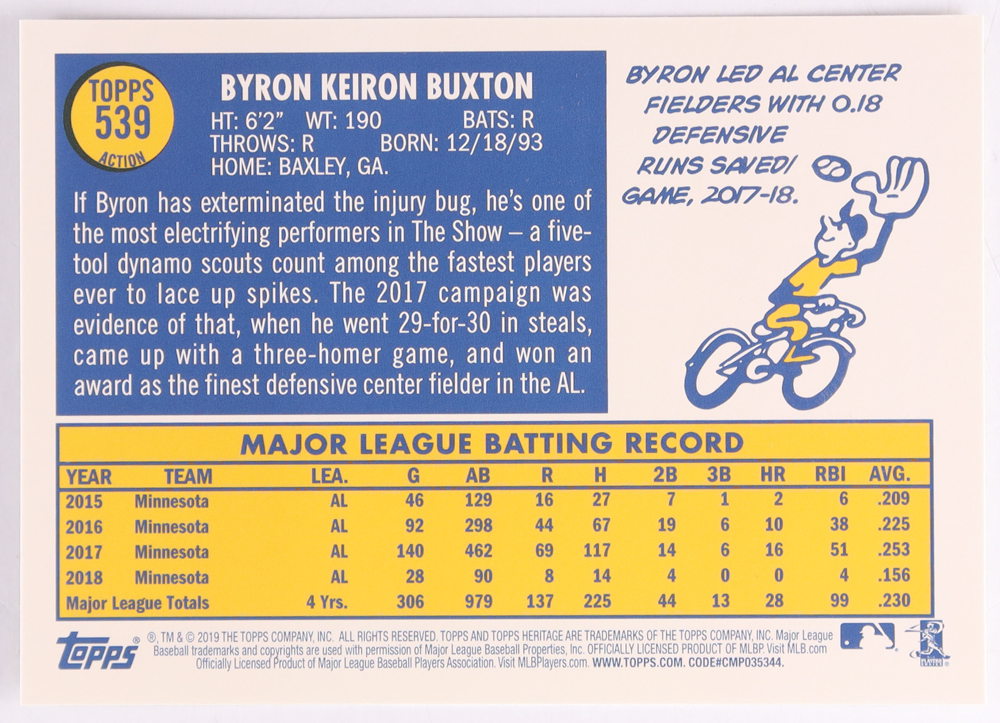 TOPPS
539
ACTION
BYRON KEIRON BUXTON
HT: 6'2" WT: 190 BATS: R
THROWS: R BORN: 12/18/93
HOME: BAXLEY, GA.
If Byron has exterminated the injury bug, he's one of
the most electrifying performers in The Show – a five-
tool dynamo scouts count among the fastest players
ever to lace up spikes. The 2017 campaign was
evidence of that, when he went 29-for-30 in steals,
came up with a three-homer game, and won an
award as the finest defensive center fielder in the AL.
BYRON LED AL CENTER
FIELDERS WITH 0.18
DEFENSIVE
RUNS SAVED/
GAME, 2017-18.
MAJOR LEAGUE BATTING RECORD
YEAR TEAM LEA. G AB R H 2B 3B HR RBI AVG.
2015 Minnesota AL 46 129 16 27 7 1 2 6 .209
2016 Minnesota AL 92 298 44 67 19 6 10 38 .225
2017 Minnesota AL 140 462 69 117 14 6 16 51 .253
2018 Minnesota AL 28 90 8 14 4 0 0 4 .156
Major League Totals 4 Yrs. 306 979 137 225 44 13 28 99 .230
Topps ®
®, TM & © 2019 THE TOPPS COMPANY, INC. ALL RIGHTS RESERVED. TOPPS AND TOPPS HERITAGE ARE TRADEMARKS OF THE TOPPS COMPANY, INC. Major League
Baseball trademarks and copyrights are used with permission of Major League Baseball Properties, Inc. OFFICIALLY LICENSED PRODUCT OF MLBP Visit MLB.com
Officially Licensed Product of Major League Baseball Players Association. Visit MLBPlayers.com. WWW.TOPPS.COM. CODE#CMP035344.